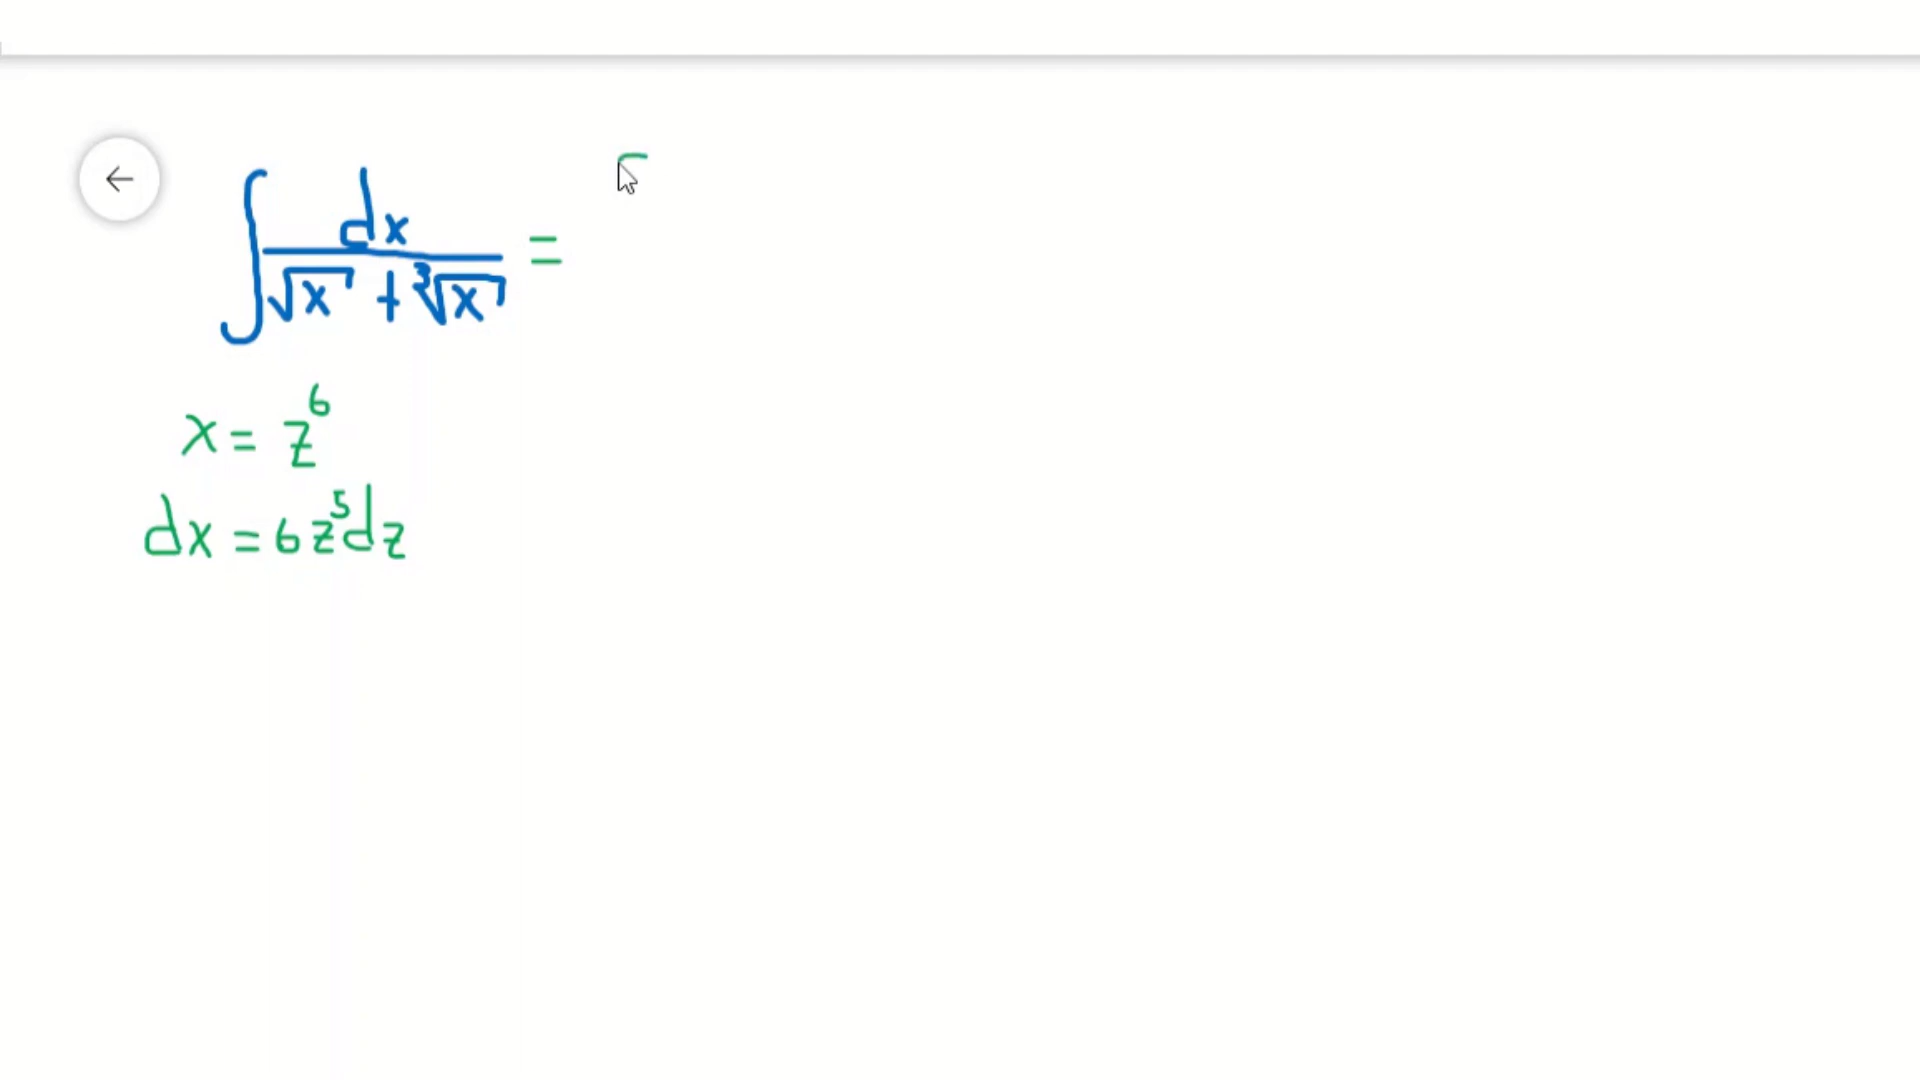 ∫ dx / (√x + ∛x) =
x = z⁶
dx = 6z⁵dz